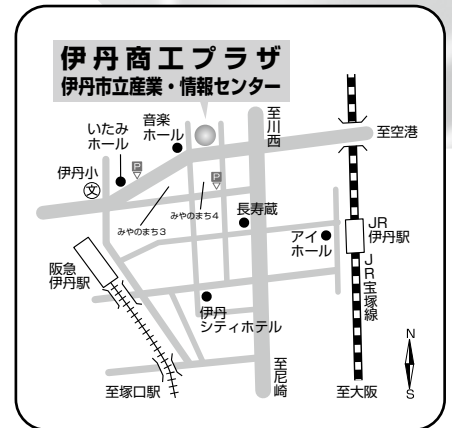 伊丹商工プラザ
伊丹市立産業・情報センター
音楽
ホール
いたみ
ホール
伊丹小
文
P
P
至川西
至空港
みやのまち3
みやのまち4
長寿蔵
アイ
ホール
JR
伊丹駅
JR宝塚線
阪急
伊丹駅
伊丹
シティホテル
至塚口駅
至尼崎
至大阪
N
S